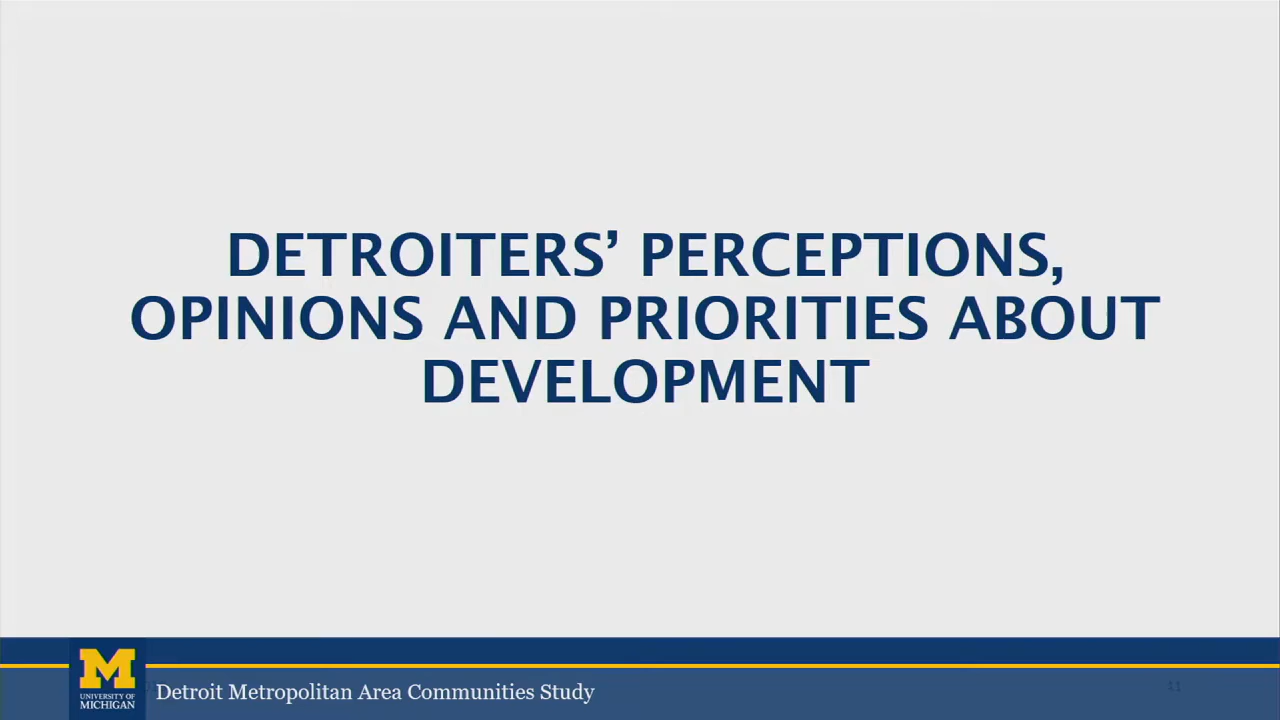 DETROITERS’ PERCEPTIONS,
OPINIONS AND PRIORITIES ABOUT
DEVELOPMENT
M
UNIVERSITY OF
MICHIGAN
Detroit Metropolitan Area Communities Study